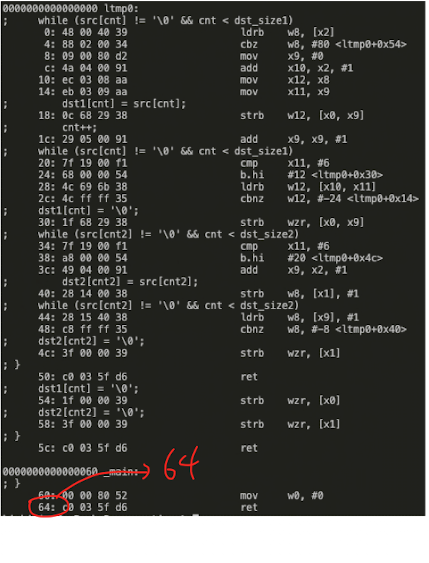 0000000000000000 ltmp0:
;     while (src[cnt] != '\0' && cnt < dst_size1)
0: 48 00 40 39 ldrb w8, [x2]
4: 88 02 00 34 cbz w8, #80 <ltmp0+0x54>
8: 09 00 80 d2 mov x9, #0
c: 4a 04 00 91 add x10, x2, #1
10: ec 03 08 aa mov x12, x8
14: eb 03 09 aa mov x11, x9
;         dst1[cnt] = src[cnt];
18: 0c 68 29 38 strb w12, [x0, x9]
;         cnt++;
1c: 29 05 00 91 add x9, x9, #1
;     while (src[cnt] != '\0' && cnt < dst_size1)
20: 7f 19 00 f1 cmp x11, #6
24: 68 00 00 54 b.hi #12 <ltmp0+0x30>
28: 4c 69 6b 38 ldrb w12, [x10, x11]
2c: 4c ff ff 35 cbnz w12, #-24 <ltmp0+0x14>
;     dst1[cnt] = '\0';
30: 1f 68 29 38 strb wzr, [x0, x9]
;     while (src[cnt2] != '\0' && cnt < dst_size2)
34: 7f 19 00 f1 cmp x11, #6
38: a8 00 00 54 b.hi #20 <ltmp0+0x4c>
3c: 49 04 00 91 add x9, x2, #1
;         dst2[cnt2] = src[cnt2];
40: 28 14 00 38 strb w8, [x1], #1
;     while (src[cnt2] != '\0' && cnt < dst_size2)
44: 28 15 40 38 ldrb w8, [x9], #1
48: c8 ff ff 35 cbnz w8, #-8 <ltmp0+0x40>
;     dst2[cnt2] = '\0';
4c: 3f 00 00 39 strb wzr, [x1]
; }
50: c0 03 5f d6 ret
;     dst1[cnt] = '\0';
54: 1f 00 00 39 strb wzr, [x0]
;     dst2[cnt2] = '\0';
58: 3f 00 00 39 strb wzr, [x1]
; }
5c: c0 03 5f d6 ret
0000000000000060 _main:
64
; }
60: 00 00 80 52 mov w0, #0
64: c0 03 5f d6 ret